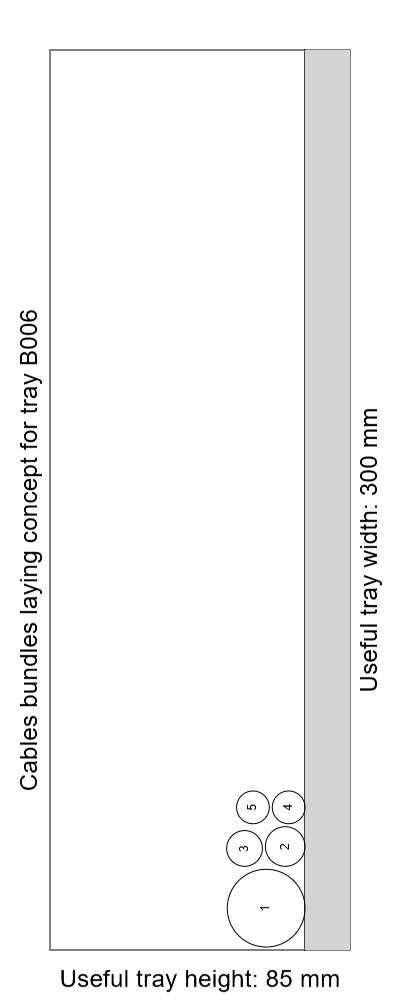 Cables bundles laying concept for tray B006
5
4
3
2
1
Useful tray width: 300 mm
Useful tray height: 85 mm